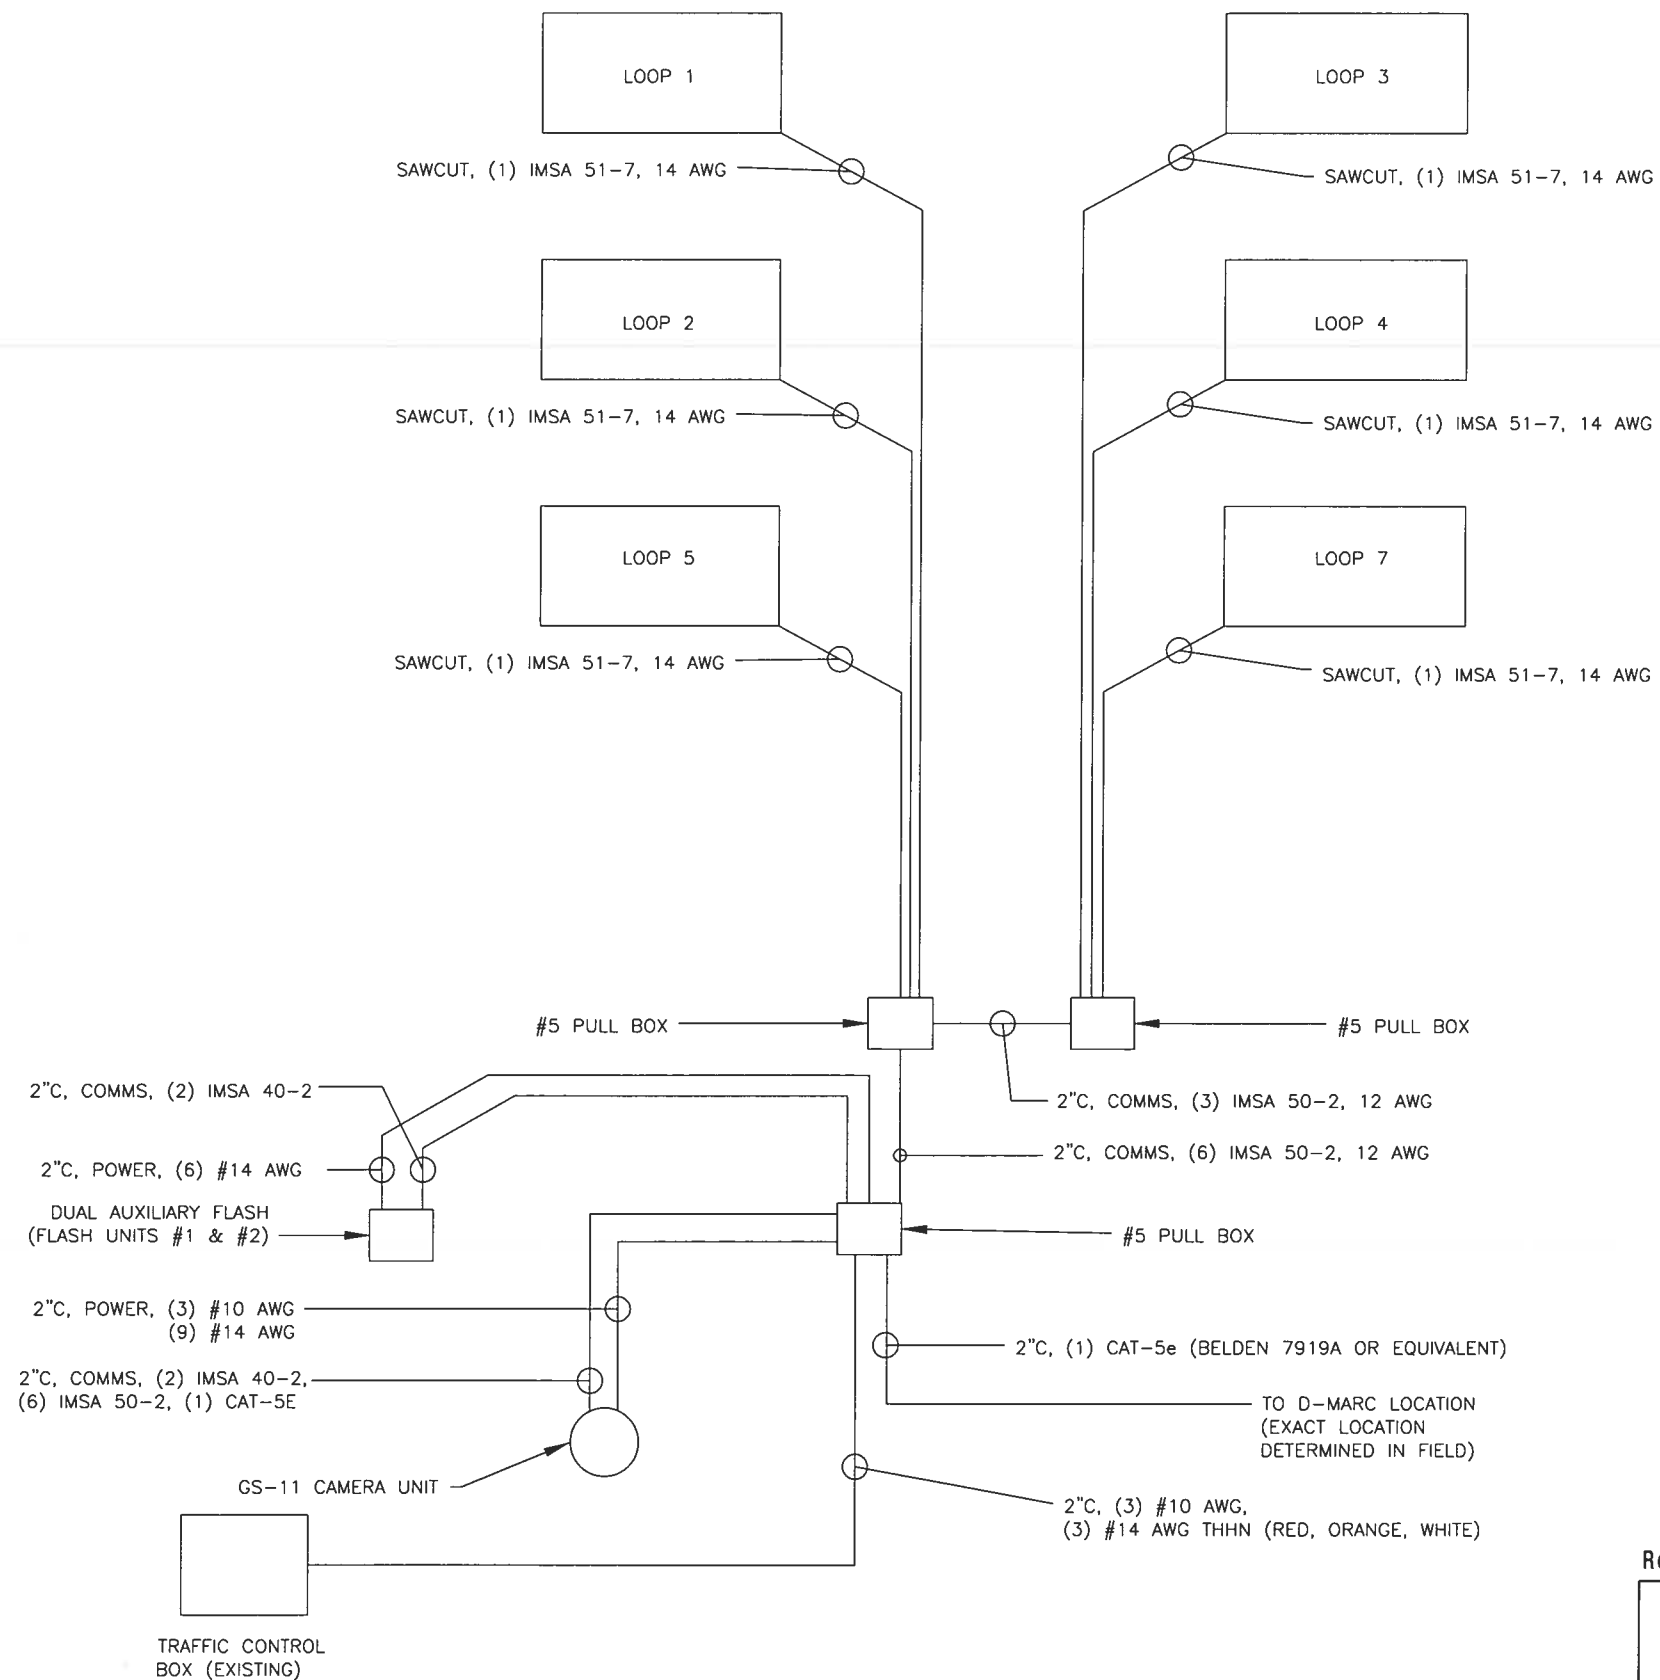 LOOP 1
LOOP 3
SAWCUT, (1) IMSA 51-7, 14 AWG
SAWCUT, (1) IMSA 51-7, 14 AWG
LOOP 2
LOOP 4
SAWCUT, (1) IMSA 51-7, 14 AWG
SAWCUT, (1) IMSA 51-7, 14 AWG
LOOP 5
LOOP 7
SAWCUT, (1) IMSA 51-7, 14 AWG
SAWCUT, (1) IMSA 51-7, 14 AWG
#5 PULL BOX
#5 PULL BOX
2"C, COMMS, (2) IMSA 40-2
2"C, COMMS, (3) IMSA 50-2, 12 AWG
2"C, COMMS, (6) IMSA 50-2, 12 AWG
2"C, POWER, (6) #14 AWG
DUAL AUXILIARY FLASH
(FLASH UNITS #1 & #2)
#5 PULL BOX
2"C, POWER, (3) #10 AWG
(9) #14 AWG
2"C, (1) CAT-5e (BELDEN 7919A OR EQUIVALENT)
2"C, COMMS, (2) IMSA 40-2,
(6) IMSA 50-2, (1) CAT-5E
TO D-MARC LOCATION
(EXACT LOCATION
DETERMINED IN FIELD)
GS-11 CAMERA UNIT
2"C, (3) #10 AWG,
(3) #14 AWG THHN (RED, ORANGE, WHITE)
TRAFFIC CONTROL
BOX (EXISTING)